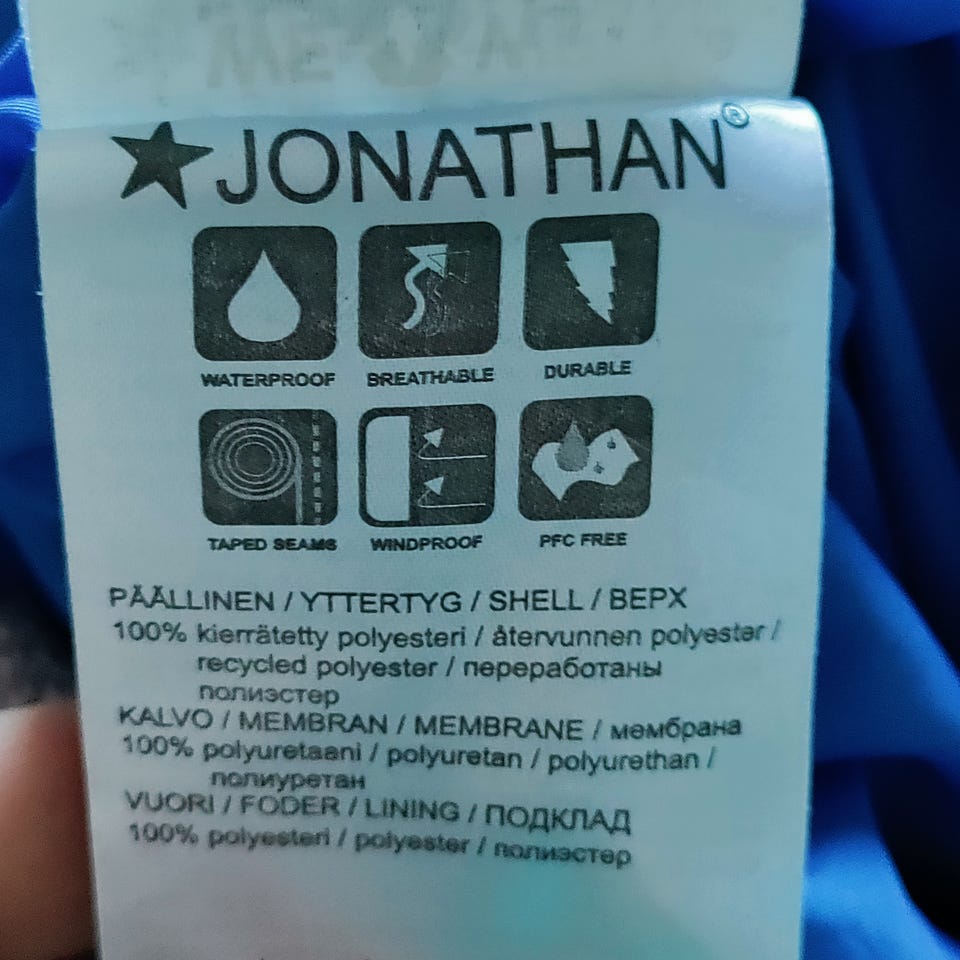 JONATHAN®
WATERPROOF BREATHABLE DURABLE
TAPED SEAMS WINDPROOF PFC FREE
PÄÄLLINEN / YTTERTYG / SHELL / ВЕРХ
100% kierrätetty polyesteri / återvunnen polyester /
recycled polyester / переработаны
полиэстер
KALVO / MEMBRAN / MEMBRANE / мембрана
100% polyuretaani / polyuretan / polyurethan /
полиуретан
VUORI / FODER / LINING / ПОДКЛАД
100% polyesteri / polyester / полиэстер